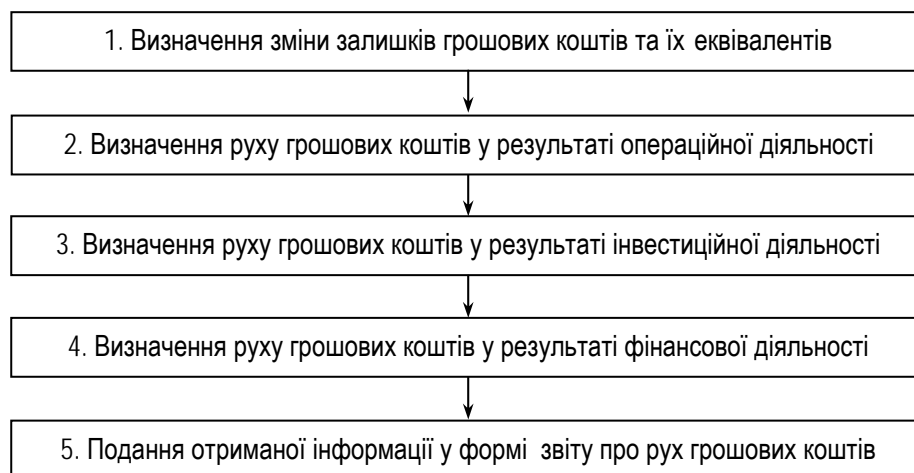 1. Визначення зміни залишків грошових коштів та їх еквівалентів
2. Визначення руху грошових коштів у результаті операційної діяльності
3. Визначення руху грошових коштів у результаті інвестиційної діяльності
4. Визначення руху грошових коштів у результаті фінансової діяльності
5. Подання отриманої інформації у формі звіту про рух грошових коштів